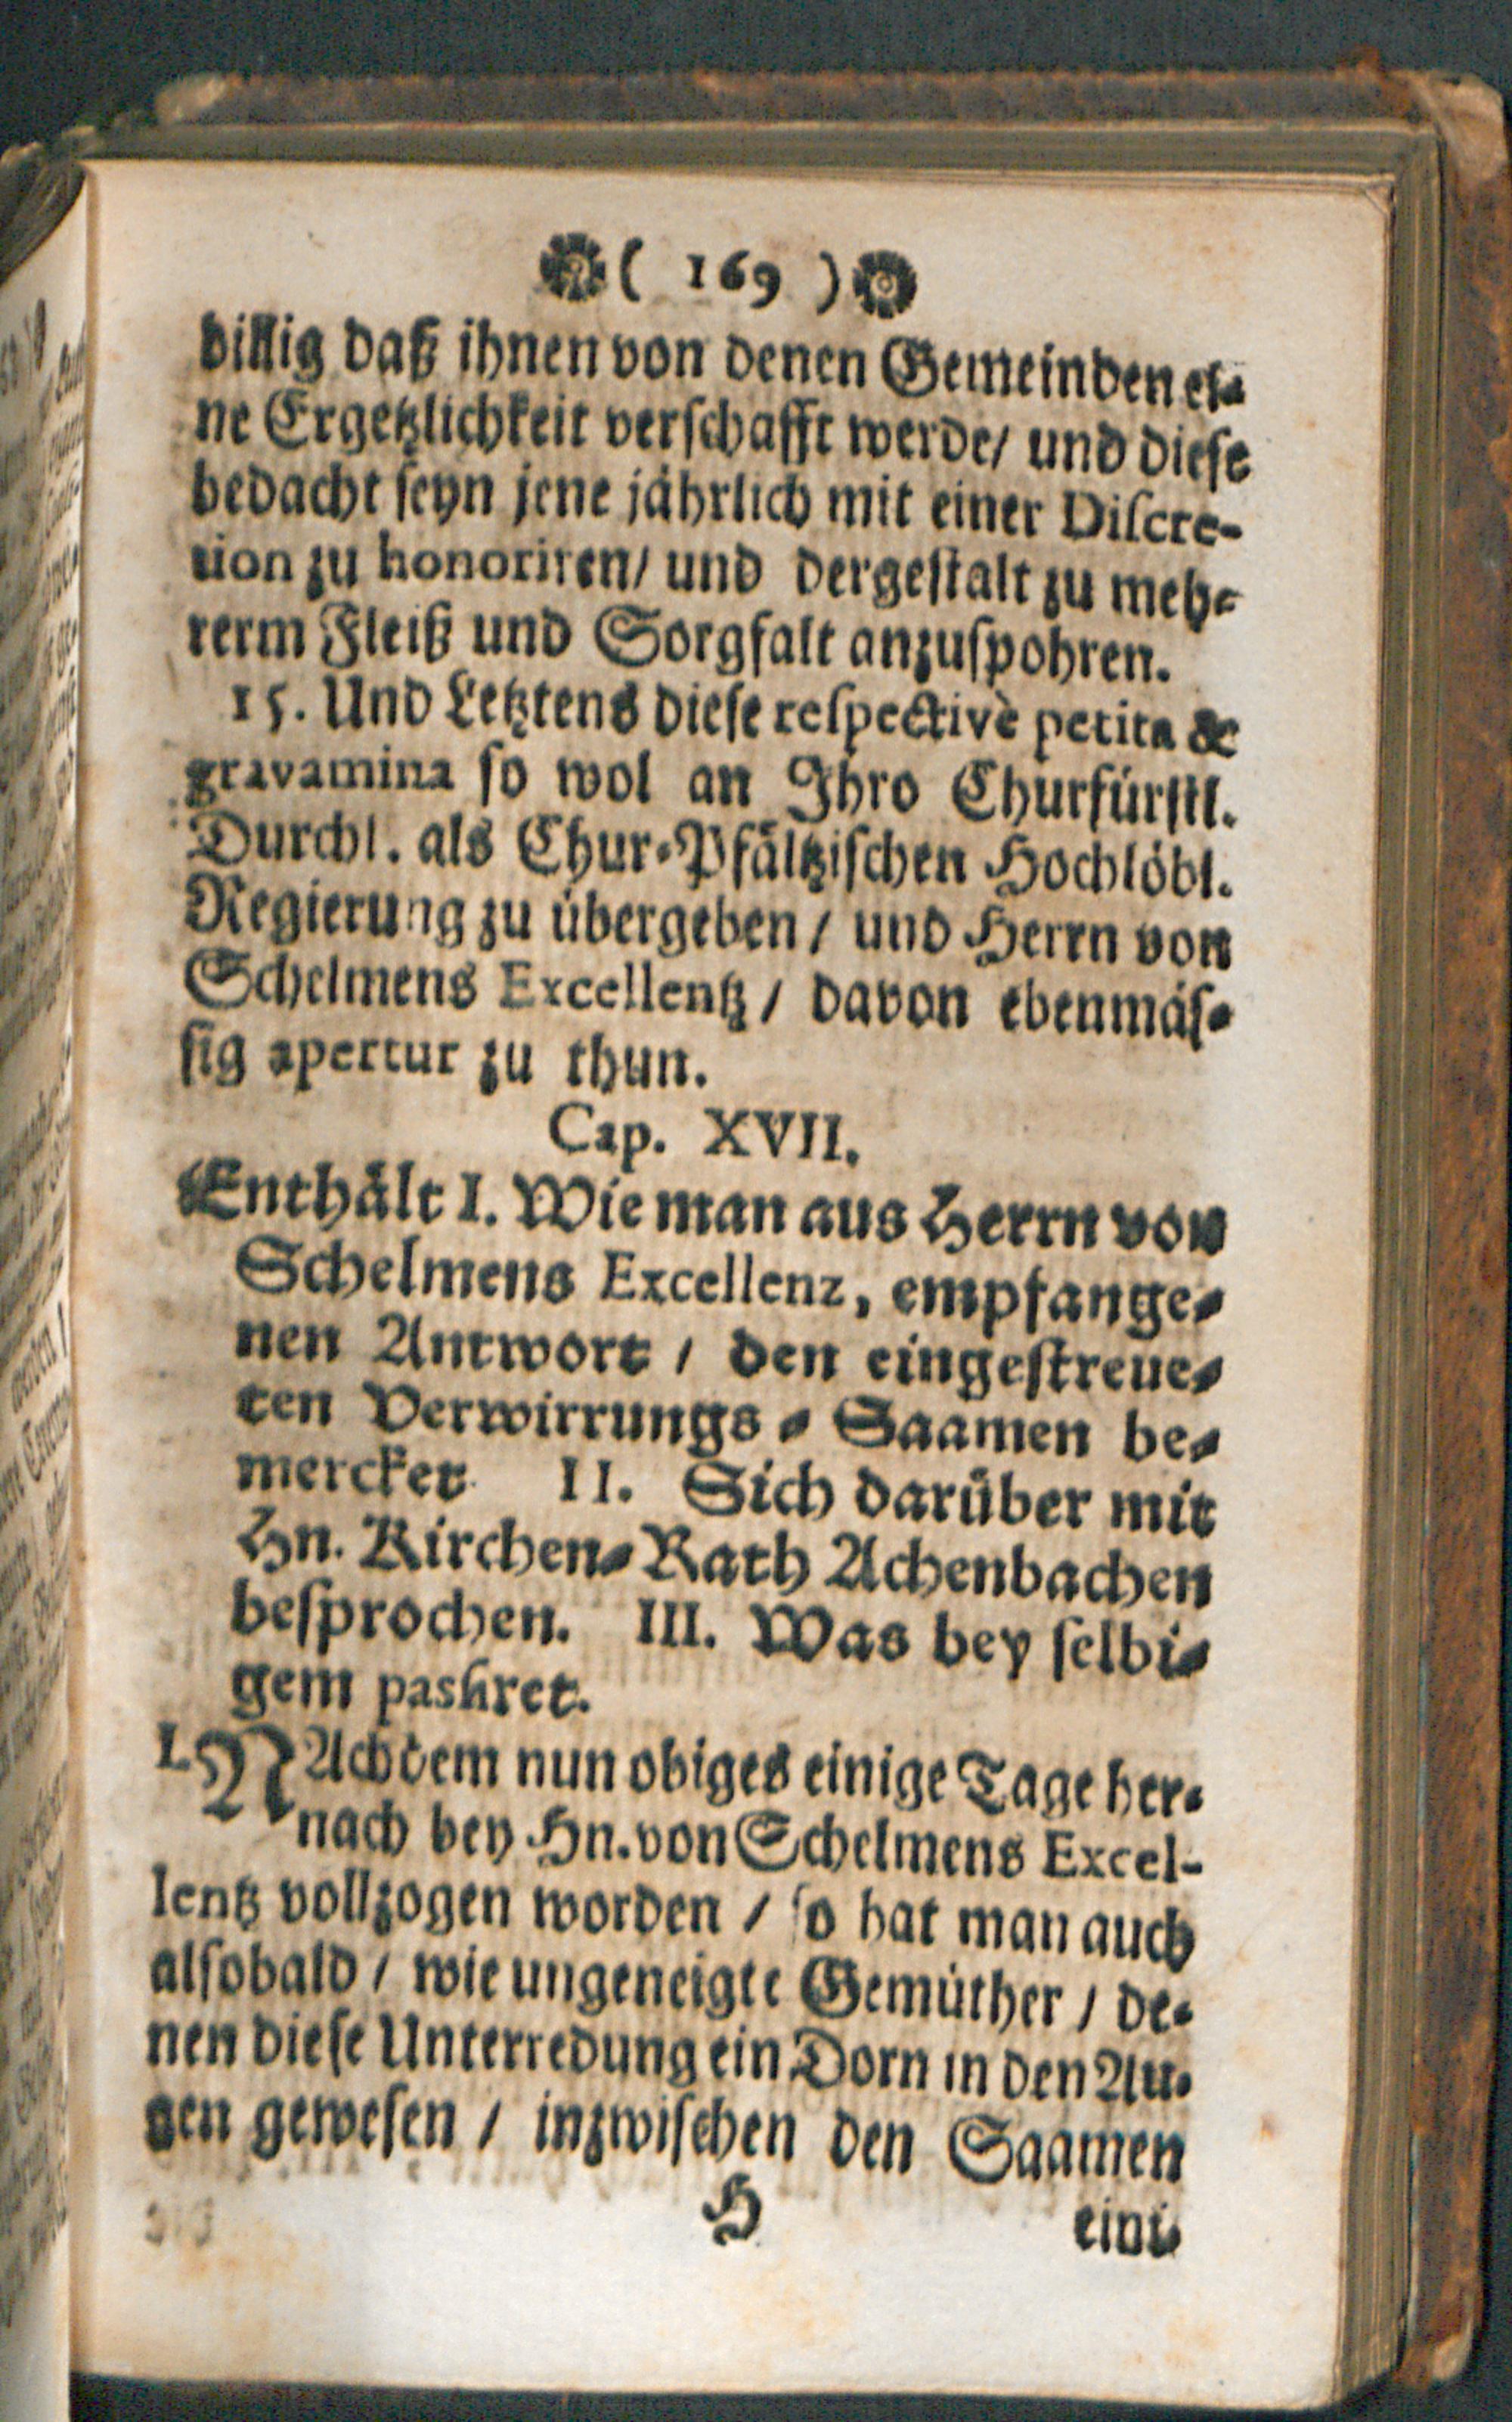 ( 169 )
billig daß ihnen von denen Gemeinden ei-
ne Ergetzlichkeit verschafft werde/ und diese
bedacht seyn jene jährlich mit einer Discre-
tion zu honoriren/ und dergestalt zu meh-
rerm Fleiß und Sorgfalt anzuspohren.
15. Und Letztens diese respectivè petita &
gravamina so wol an Ihro Churfürstl.
Durchl. als Chur-Pfältzischen Hochlöbl.
Regierung zu übergeben / und Herrn von
Schelmens Excellentz / davon ebenmäs-
sig apertur zu thun.
Cap. XVII.
Enthält I. Wie man aus Herrn von
Schelmens Excellenz, empfange-
nen Antwort / den eingestreue-
ten Verwirrungs-Saamen be-
mercket. II. Sich darüber mit
Hn. Kirchen-Rath Achenbachen
besprochen. III. Was bey selbi-
gem passiret.
I. NAchdem nun obiges einige Tage her-
nach bey Hn. von Schelmens Excel-
lentz vollzogen worden / so hat man auch
alsobald / wie ungeneigte Gemüther / de-
nen diese Unterredung ein Dorn in den Au-
gen gewesen / inzwischen den Saamen
H
eini-